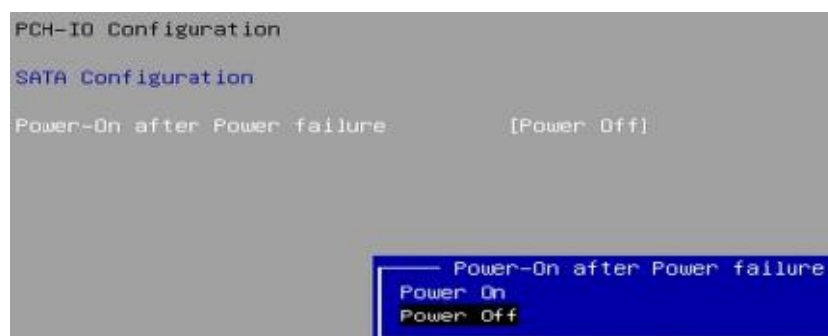 PCH-IO Configuration
SATA Configuration
Power-On after Power failure [Power Off]
Power-On after Power failure
Power On
Power Off